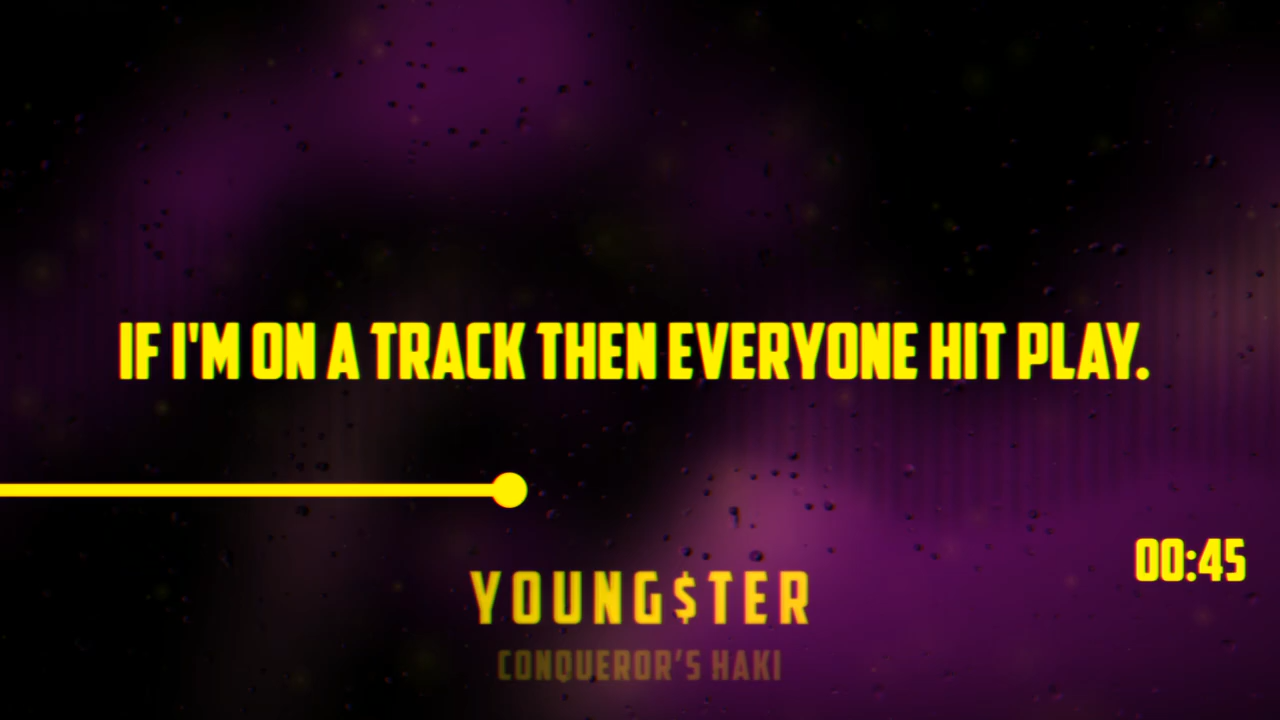 IF I'M ON A TRACK THEN EVERYONE HIT PLAY.
00:45
YOUNG$TER
CONQUEROR'S HAKI